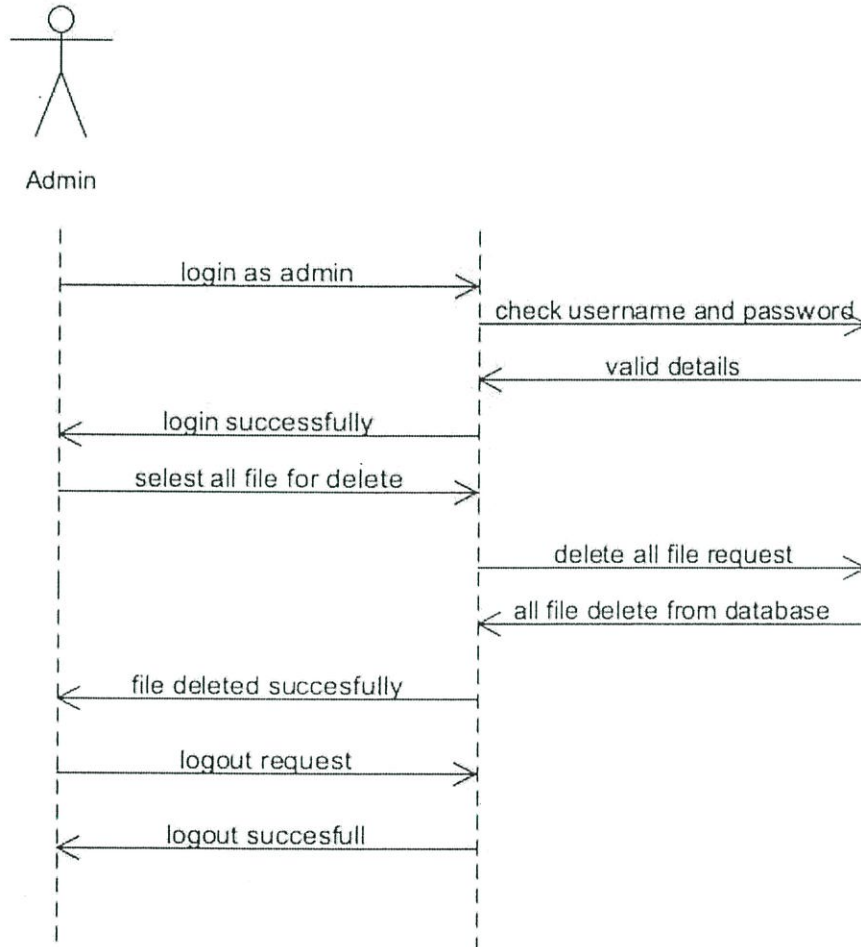 Admin
login as admin
check username and password
valid details
login successfully
selest all file for delete
delete all file request
all file delete from database
file deleted succesfully
logout request
logout succesfull